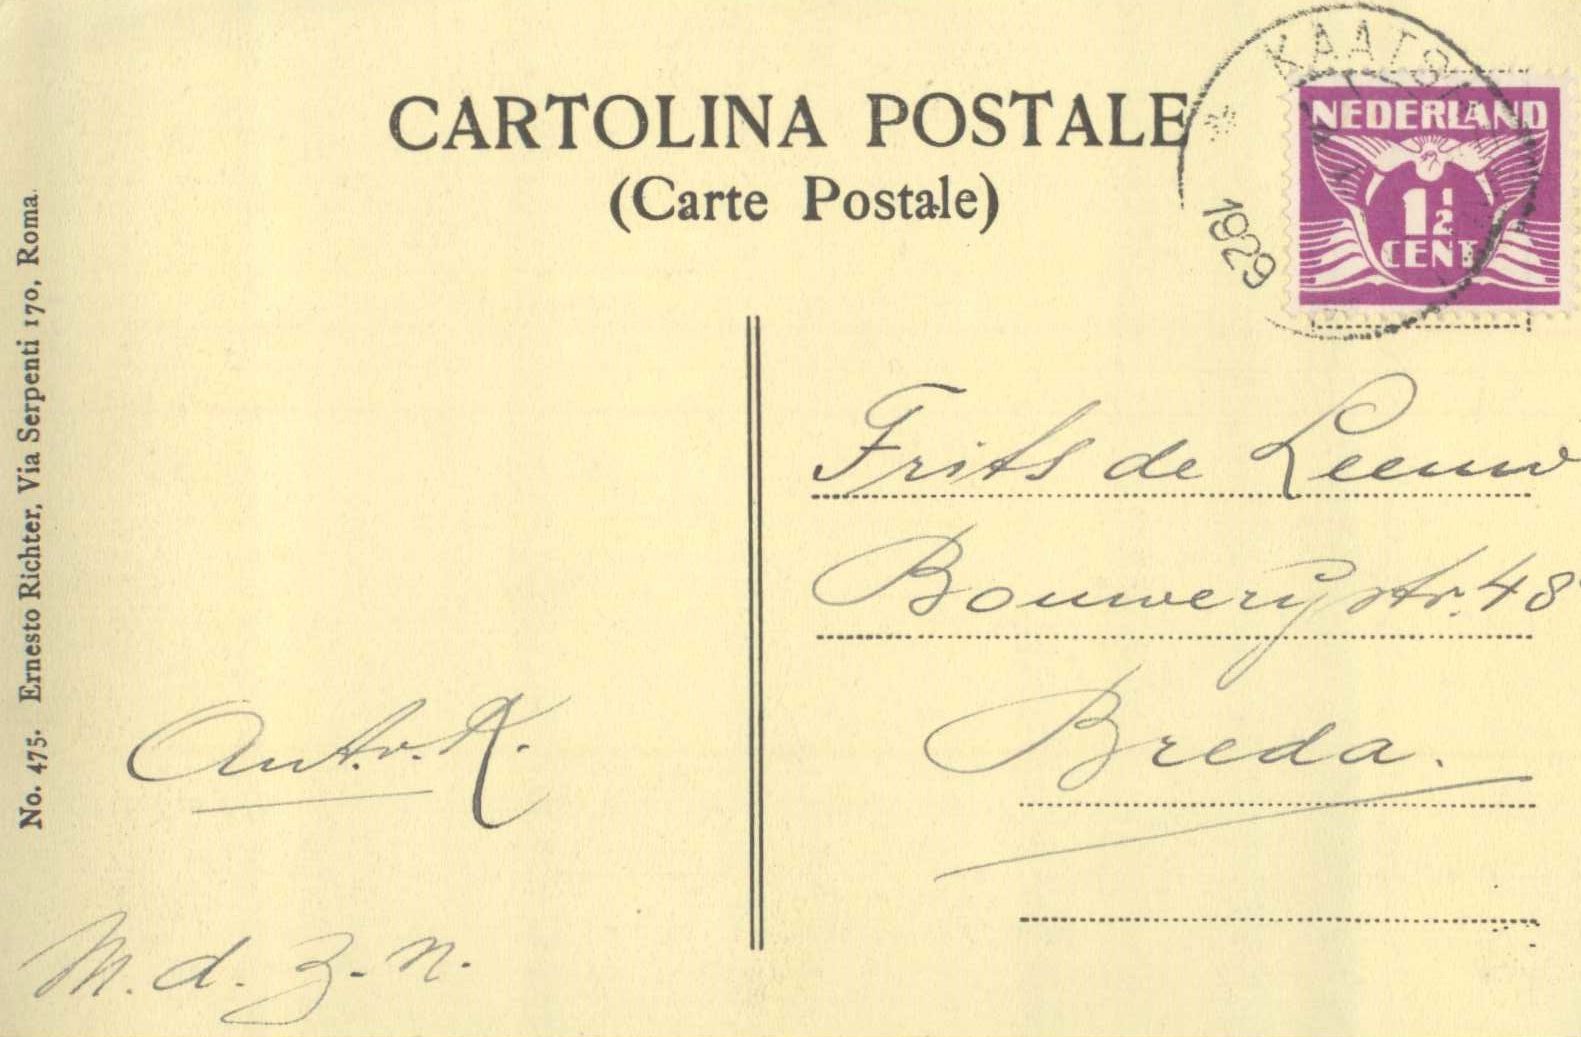 CARTOLINA POSTALE
(Carte Postale)
1929
NEDERLAND
1½
CENT
No. 475. Ernesto Richter, Via Serpenti 170, Roma.
Frits de Leeuw
Bouwerijstr. 48
Breda.
Ant. v. K.
M. d. Z. n.